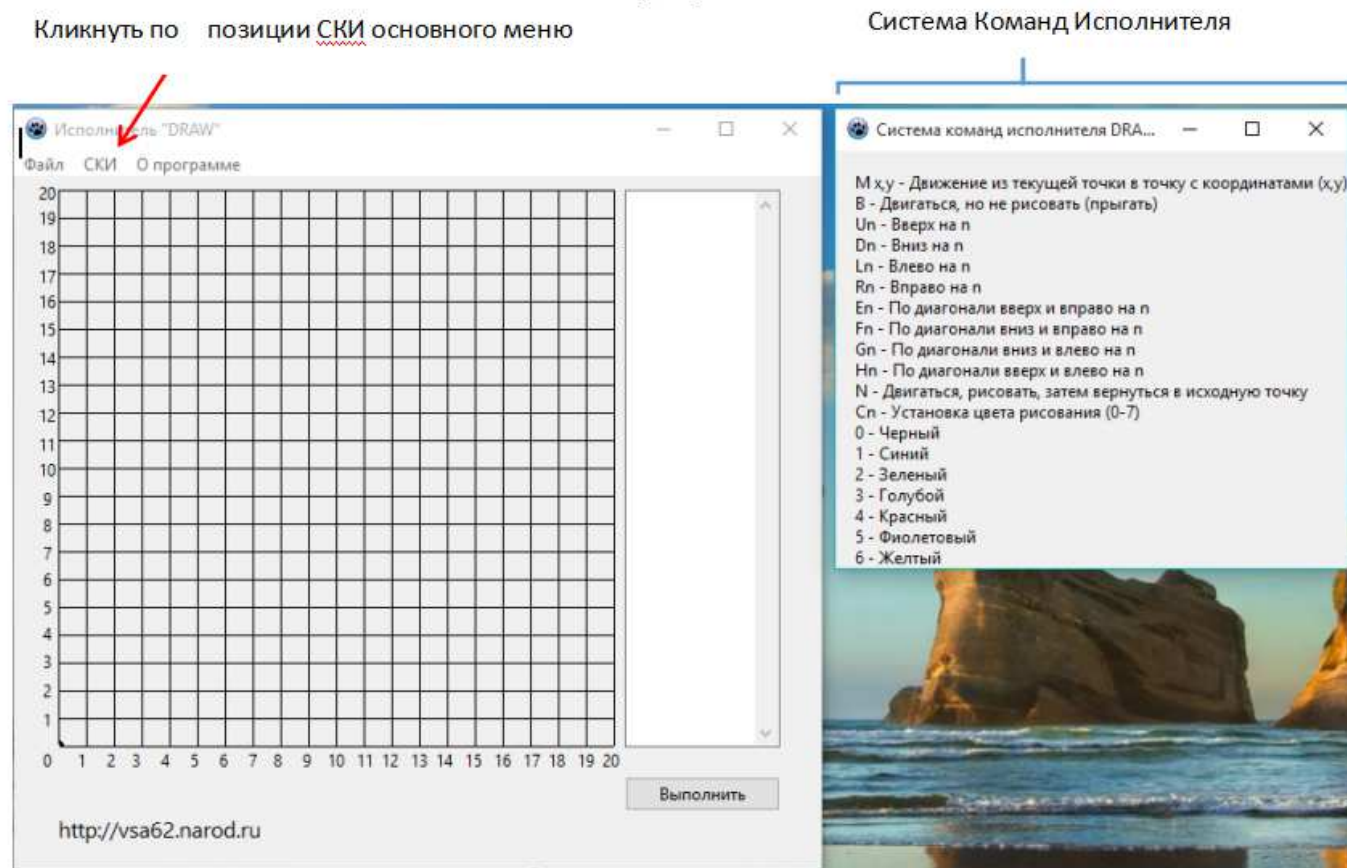 Кликнуть по позиции СКИ основного меню
Система Команд Исполнителя
Исполнитель "DRAW"
Файл СКИ О программе
20
19
18
17
16
15
14
13
12
11
10
9
8
7
6
5
4
3
2
1
0 1 2 3 4 5 6 7 8 9 10 11 12 13 14 15 16 17 18 19 20
Выполнить
http://vsa62.narod.ru
Система команд исполнителя DRA...
M x,y - Движение из текущей точки в точку с координатами (x,y)
B - Двигаться, но не рисовать (прыгать)
Un - Вверх на n
Dn - Вниз на n
Ln - Влево на n
Rn - Вправо на n
En - По диагонали вверх и вправо на n
Fn - По диагонали вниз и вправо на n
Gn - По диагонали вниз и влево на n
Hn - По диагонали вверх и влево на n
N - Двигаться, рисовать, затем вернуться в исходную точку
Cn - Установка цвета рисования (0-7)
0 - Черный
1 - Синий
2 - Зеленый
3 - Голубой
4 - Красный
5 - Фиолетовый
6 - Желтый